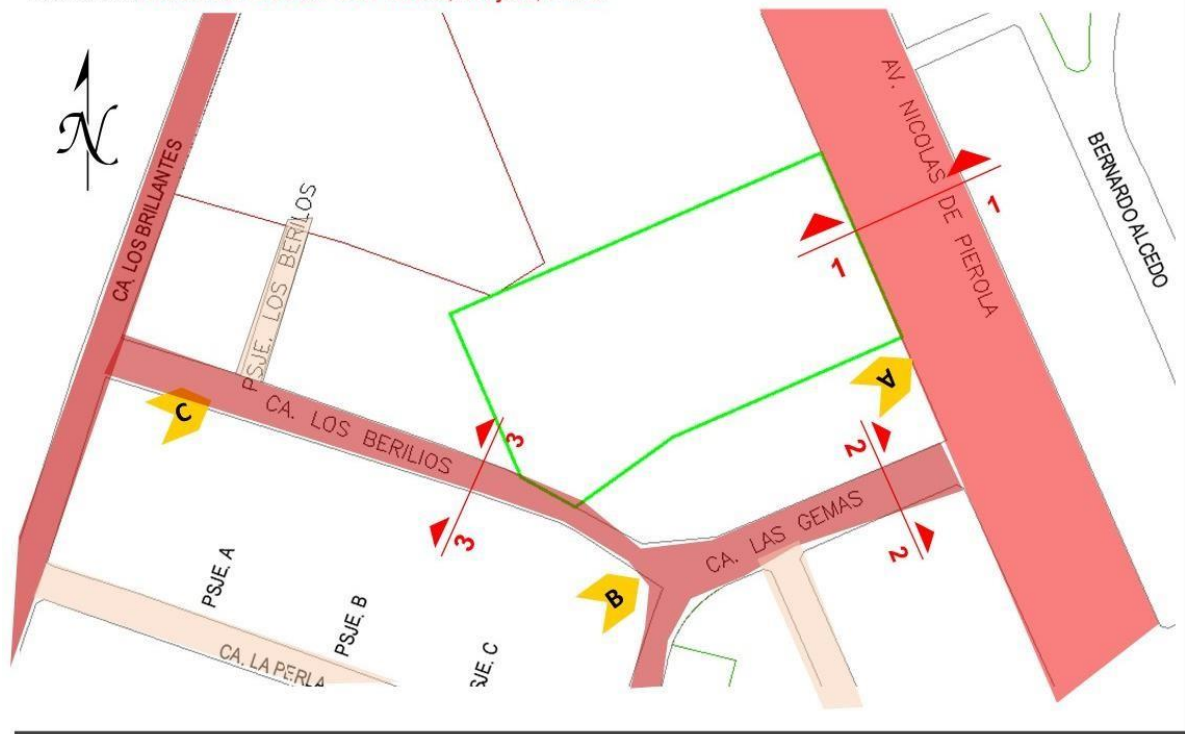 N
AV. NICOLAS DE PIEROLA
BERNARDO ALCEDO
CA. LOS BRILLANTES
PSJE. LOS BERILOS
1
1
A
C
CA. LOS BERILIOS
3
3
2
2
CA. LAS GEMAS
B
PSJE. A
PSJE. B
SJE. C
CA. LA PERLA